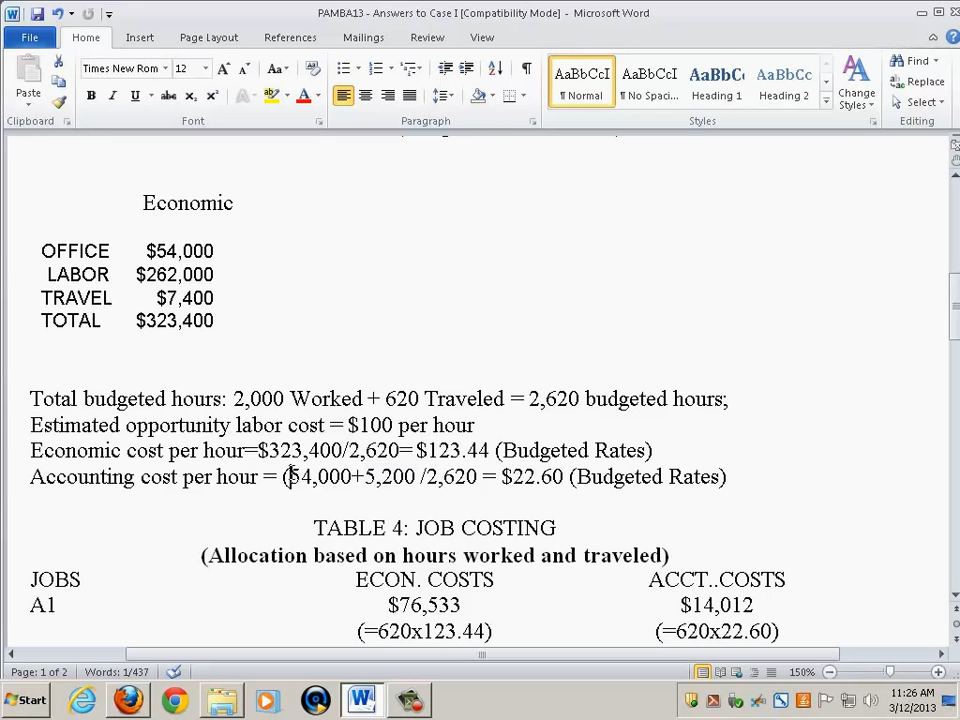 PAMBA13 - Answers to Case I [Compatibility Mode] - Microsoft Word
File Home Insert Page Layout References Mailings Review View
Times New Rom 12 Aa AaBbCcI AaBbCcI AaBbCc AaBbCc Find
Paste Replace
B I U abc x₂ x² A A ¶ Normal ¶ No Spaci... Heading 1 Heading 2 Change Styles Select
Clipboard Font Paragraph Styles Editing
Economic
OFFICE $54,000
LABOR $262,000
TRAVEL $7,400
TOTAL $323,400
Total budgeted hours: 2,000 Worked + 620 Traveled = 2,620 budgeted hours;
Estimated opportunity labor cost = $100 per hour
Economic cost per hour=$323,400/2,620= $123.44 (Budgeted Rates)
Accounting cost per hour = (54,000+5,200 /2,620 = $22.60 (Budgeted Rates)
TABLE 4: JOB COSTING
(Allocation based on hours worked and traveled)
JOBS ECON. COSTS ACCT..COSTS
A1 $76,533 $14,012
(=620x123.44) (=620x22.60)
Page: 1 of 2 Words: 1/437 150%
Start 11:26 AM
3/12/2013